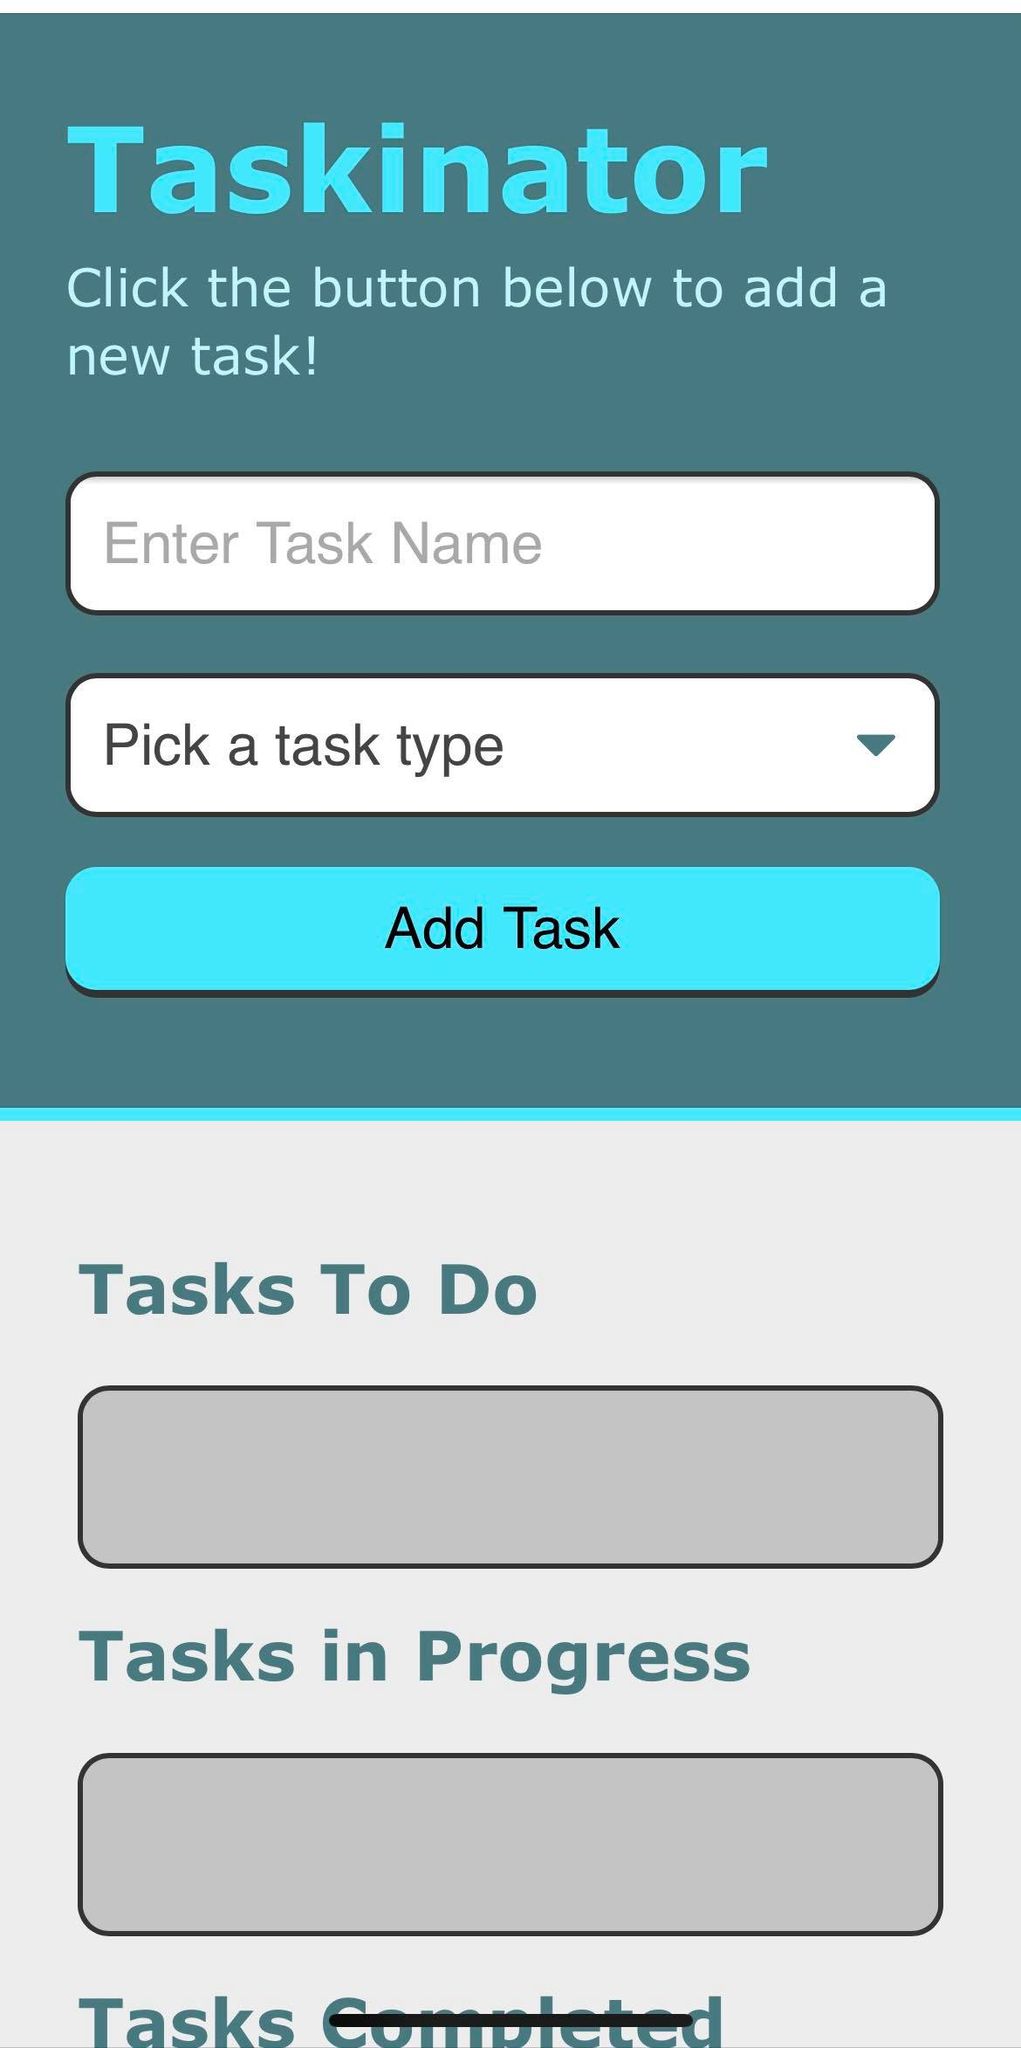 Taskinator
Click the button below to add a
new task!
Enter Task Name
Pick a task type
Add Task
Tasks To Do
Tasks in Progress
Tasks Completed